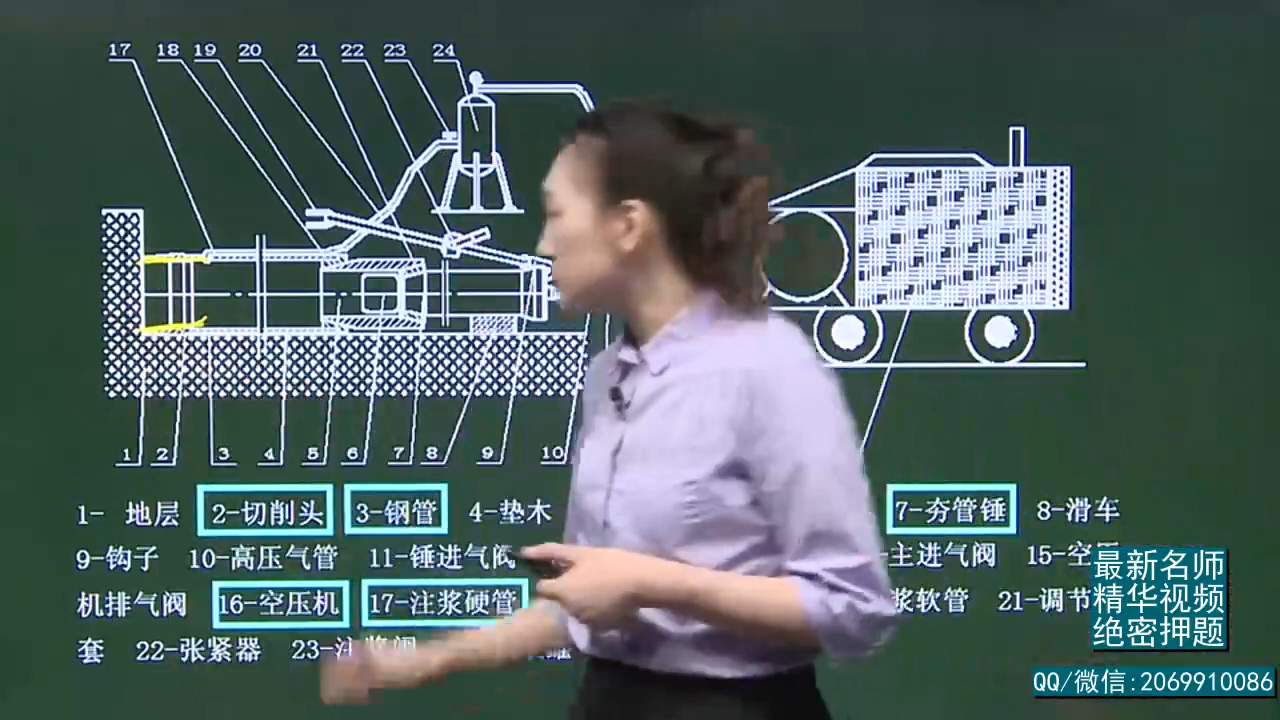 17 18 19 20 21 22 23 24
1 2 3 4 5 6 7 8 9 10
1- 地层 2-切削头 3-钢管 4-垫木 7-夯管锤 8-滑车
9-钩子 10-高压气管 11-锤进气阀 主进气阀 15-空
机排气阀 16-空压机 17-注浆硬管 浆软管 21-调节
套 22-张紧器 23-注浆阀
最新名师
精华视频
绝密押题
QQ/微信:2069910086